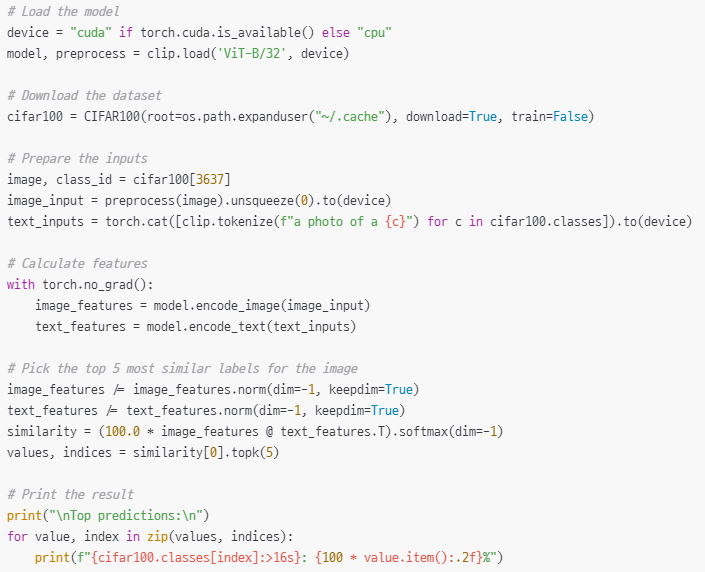 # Load the model
device = "cuda" if torch.cuda.is_available() else "cpu"
model, preprocess = clip.load('ViT-B/32', device)
# Download the dataset
cifar100 = CIFAR100(root=os.path.expanduser("~/.cache"), download=True, train=False)
# Prepare the inputs
image, class_id = cifar100[3637]
image_input = preprocess(image).unsqueeze(0).to(device)
text_inputs = torch.cat([clip.tokenize(f"a photo of a {c}") for c in cifar100.classes]).to(device)
# Calculate features
with torch.no_grad():
    image_features = model.encode_image(image_input)
    text_features = model.encode_text(text_inputs)
# Pick the top 5 most similar labels for the image
image_features /= image_features.norm(dim=-1, keepdim=True)
text_features /= text_features.norm(dim=-1, keepdim=True)
similarity = (100.0 * image_features @ text_features.T).softmax(dim=-1)
values, indices = similarity[0].topk(5)
# Print the result
print("\nTop predictions:\n")
for value, index in zip(values, indices):
    print(f"{cifar100.classes[index]:>16s}: {100 * value.item():.2f}%")